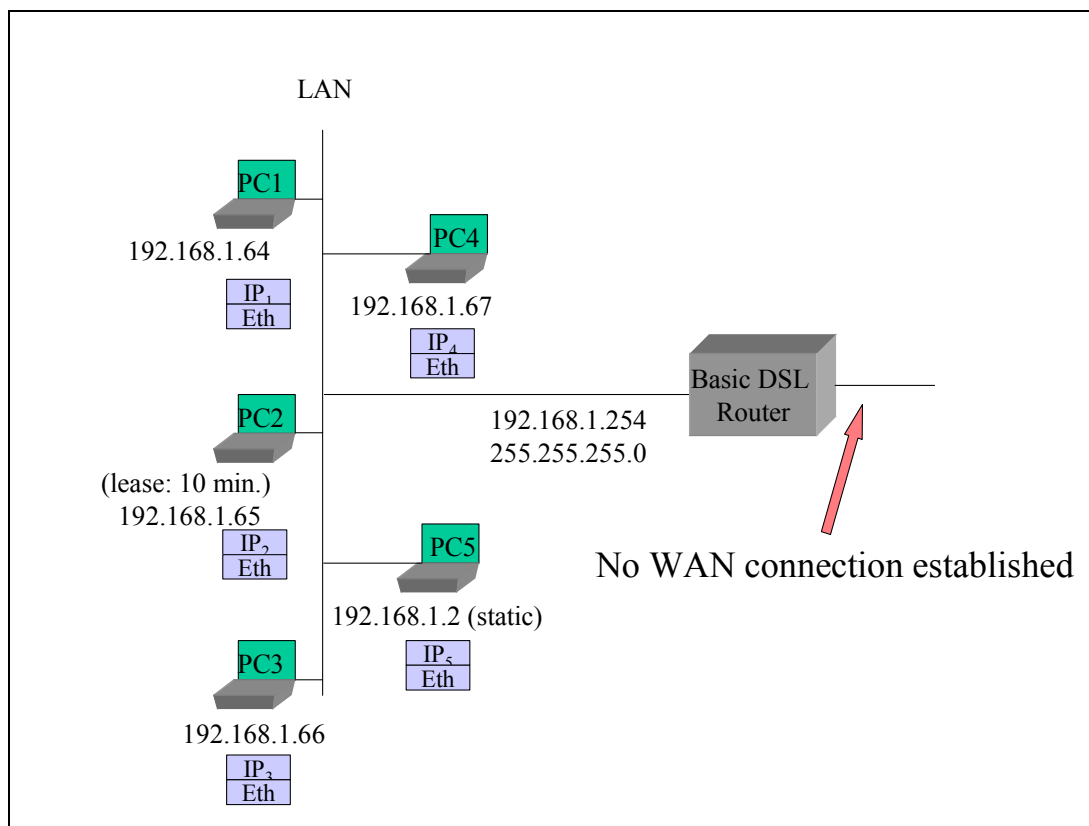 LAN
PC1
192.168.1.64
IP1
Eth
PC4
192.168.1.67
IP4
Eth
Basic DSL
Router
192.168.1.254
255.255.255.0
PC2
(lease: 10 min.)
192.168.1.65
IP2
Eth
PC5
192.168.1.2 (static)
IP5
Eth
No WAN connection established
PC3
192.168.1.66
IP3
Eth